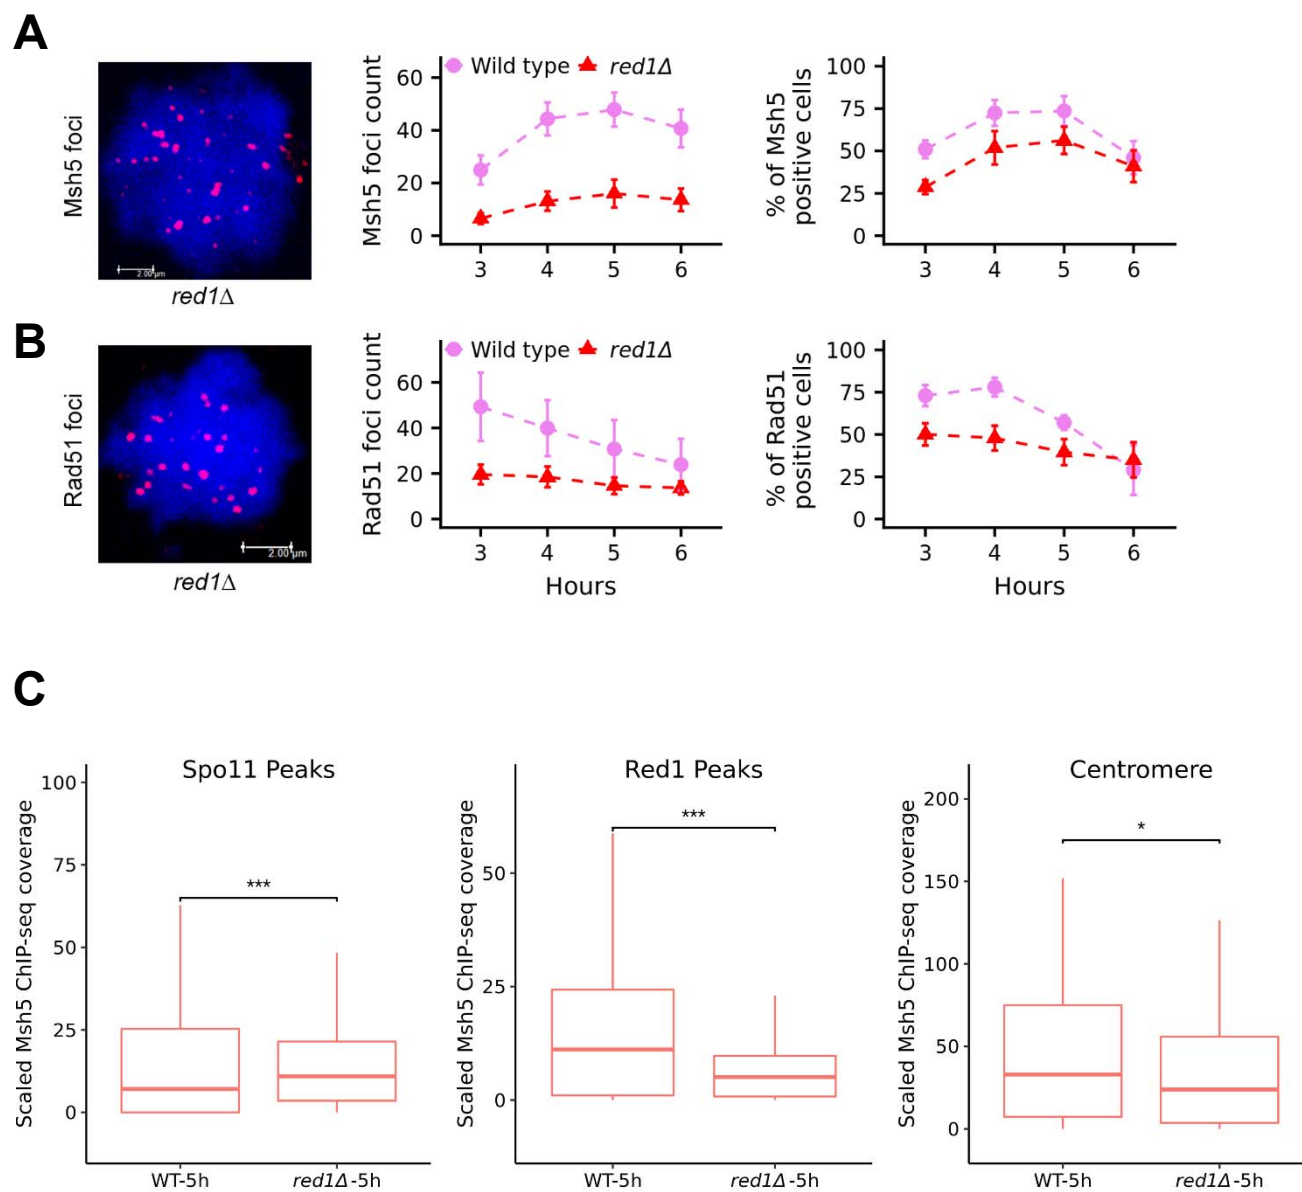 A
Msh5 foci
2.00 µm
red1Δ
Msh5 foci count
60
40
20
0
Wild type
red1Δ
3 4 5 6
% of Msh5
positive cells
100
75
50
25
0
3 4 5 6
B
Rad51 foci
2.00 µm
red1Δ
Rad51 foci count
60
40
20
0
Wild type
red1Δ
3 4 5 6
Hours
% of Rad51
positive cells
100
75
50
25
0
3 4 5 6
Hours
C
Spo11 Peaks
Scaled Msh5 ChIP-seq coverage
100
75
50
25
0
***
WT-5h red1Δ-5h
Red1 Peaks
Scaled Msh5 ChIP-seq coverage
50
25
0
***
WT-5h red1Δ-5h
Centromere
Scaled Msh5 ChIP-seq coverage
200
150
100
50
0
*
WT-5h red1Δ-5h